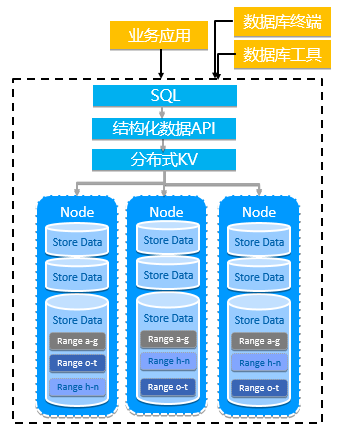 业务应用
数据库终端
数据库工具
SQL
结构化数据API
分布式KV
Node
Store Data
Store Data
Store Data
Range a-g
Range o-t
Range h-n
Node
Store Data
Store Data
Store Data
Range a-g
Range h-n
Range o-t
Node
Store Data
Store Data
Store Data
Range a-g
Range h-n
Range o-t